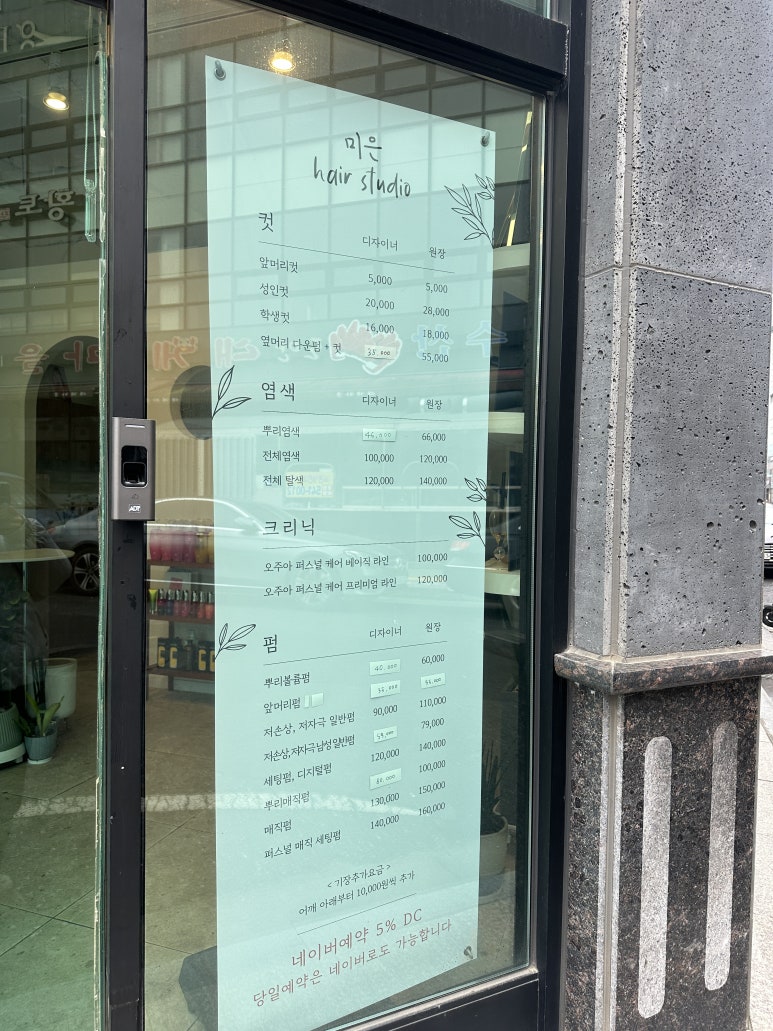 미은
hair studio
컷 디자이너 원장
앞머리컷 5,000 5,000
성인컷 20,000 28,000
학생컷 16,000 18,000
옆머리 다운펌 + 컷 55,000
염색 디자이너 원장
뿌리염색 66,000
전체염색 100,000 120,000
전체 탈색 120,000 140,000
크리닉
오주아 퍼스널 케어 베이직 라인 100,000
오주아 퍼스널 케어 프리미엄 라인 120,000
펌 디자이너 원장
뿌리볼륨펌 60,000
앞머리펌
저손상, 저자극 일반펌 90,000 110,000
저손상,저자극 남성 일반펌 79,000
세팅펌, 디지털펌 120,000 140,000
뿌리매직펌 100,000
매직펌 130,000 150,000
퍼스널 매직 세팅펌 140,000 160,000
< 기장추가요금 >
어깨 아래부터 10,000원씩 추가
네이버예약 5% DC
당일예약은 네이버로도 가능합니다
ADT
황토